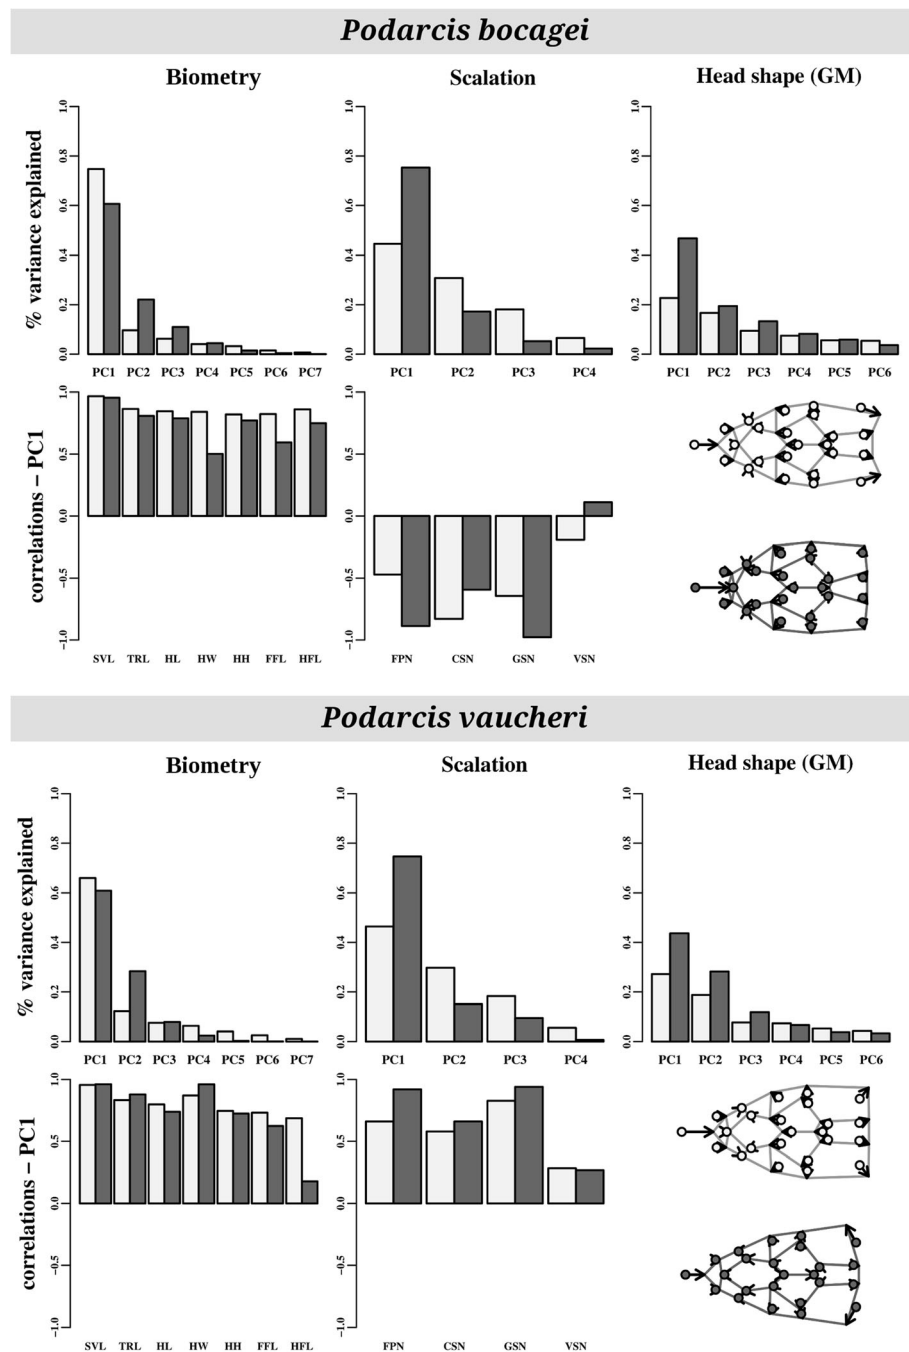 Podarcis bocagei
Biometry
Scalation
Head shape (GM)
% variance explained
0.0 0.2 0.4 0.6 0.8 1.0
0.0 0.2 0.4 0.6 0.8 1.0
0.0 0.2 0.4 0.6 0.8 1.0
PC1 PC2 PC3 PC4 PC5 PC6 PC7
PC1 PC2 PC3 PC4
PC1 PC2 PC3 PC4 PC5 PC6
correlations – PC1
−1.0 −0.5 0.0 0.5 1.0
−1.0 −0.5 0.0 0.5 1.0
SVL TRL HL HW HH FFL HFL
FPN CSN GSN VSN
Podarcis vaucheri
Biometry
Scalation
Head shape (GM)
% variance explained
0.0 0.2 0.4 0.6 0.8 1.0
0.0 0.2 0.4 0.6 0.8 1.0
0.0 0.2 0.4 0.6 0.8 1.0
PC1 PC2 PC3 PC4 PC5 PC6 PC7
PC1 PC2 PC3 PC4
PC1 PC2 PC3 PC4 PC5 PC6
correlations – PC1
−1.0 −0.5 0.0 0.5 1.0
−1.0 −0.5 0.0 0.5 1.0
SVL TRL HL HW HH FFL HFL
FPN CSN GSN VSN